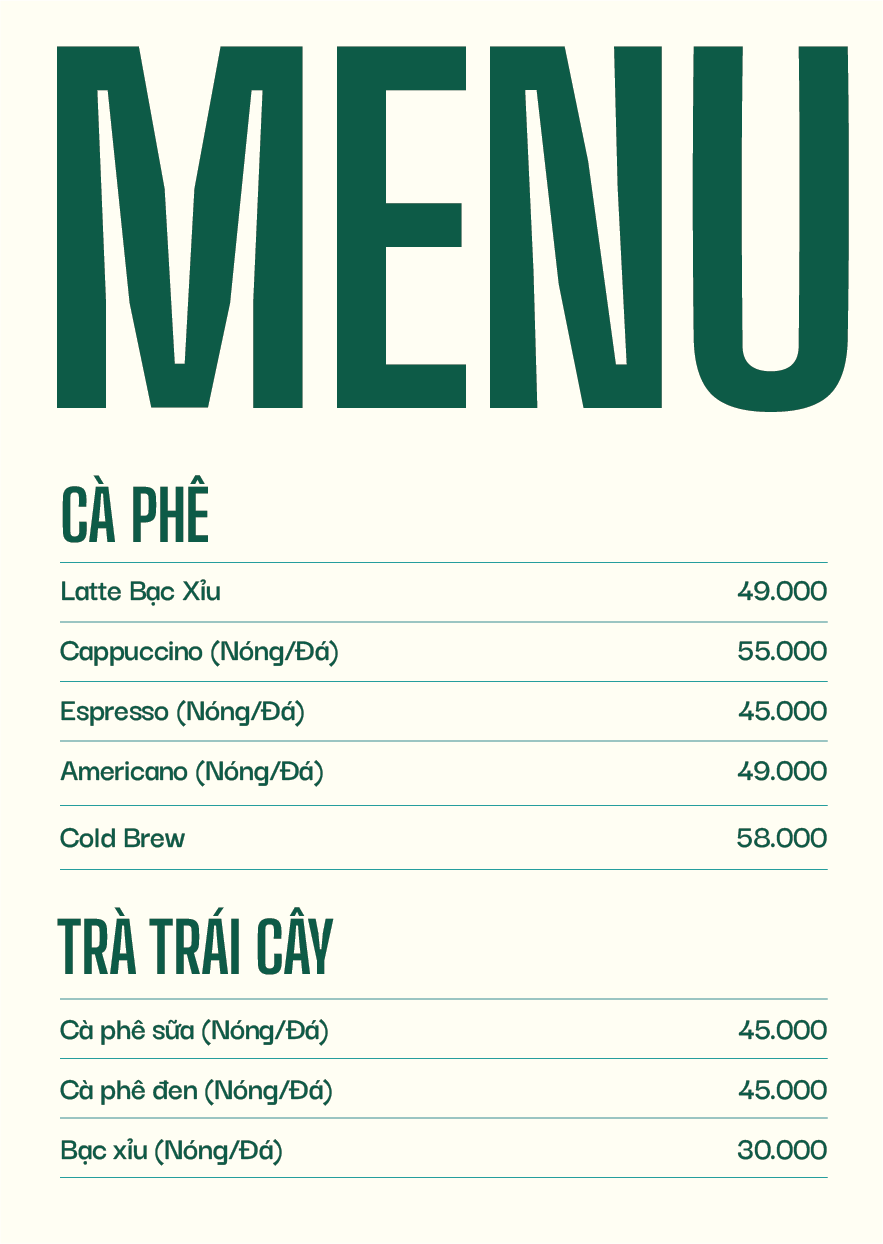 MENU
CÀ PHÊ
Latte Bạc Xỉu 49.000
Cappuccino (Nóng/Đá) 55.000
Espresso (Nóng/Đá) 45.000
Americano (Nóng/Đá) 49.000
Cold Brew 58.000
TRÀ TRÁI CÂY
Cà phê sữa (Nóng/Đá) 45.000
Cà phê đen (Nóng/Đá) 45.000
Bạc xỉu (Nóng/Đá) 30.000